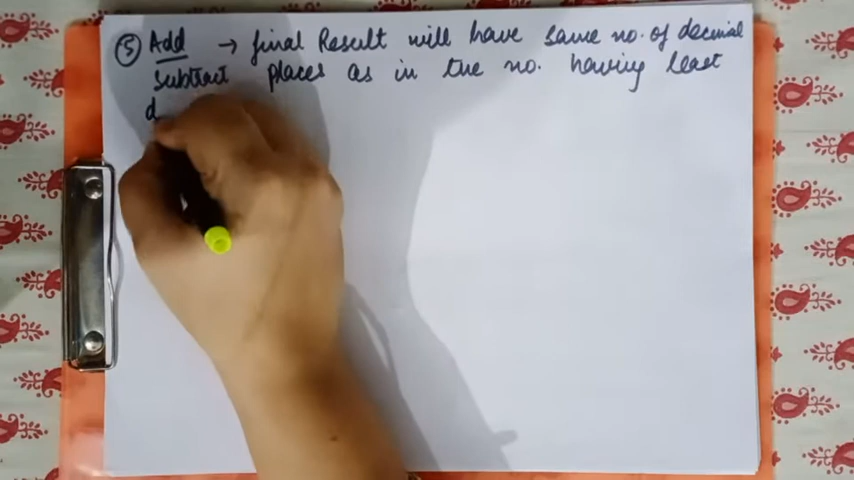 ⑤ Add → final Result will have same no. of decimal
Subtract places as in the no. having least
d